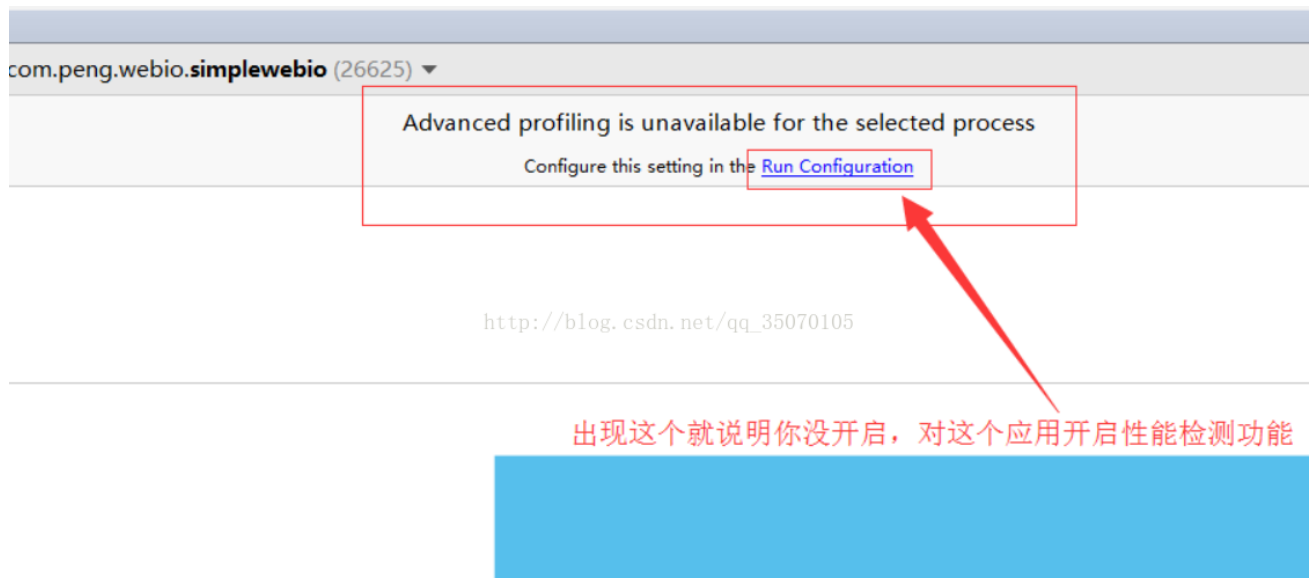 com.peng.webio.simplewebio (26625)
Advanced profiling is unavailable for the selected process
Configure this setting in the Run Configuration
http://blog.csdn.net/qq_35070105
出现这个就说明你没开启，对这个应用开启性能检测功能